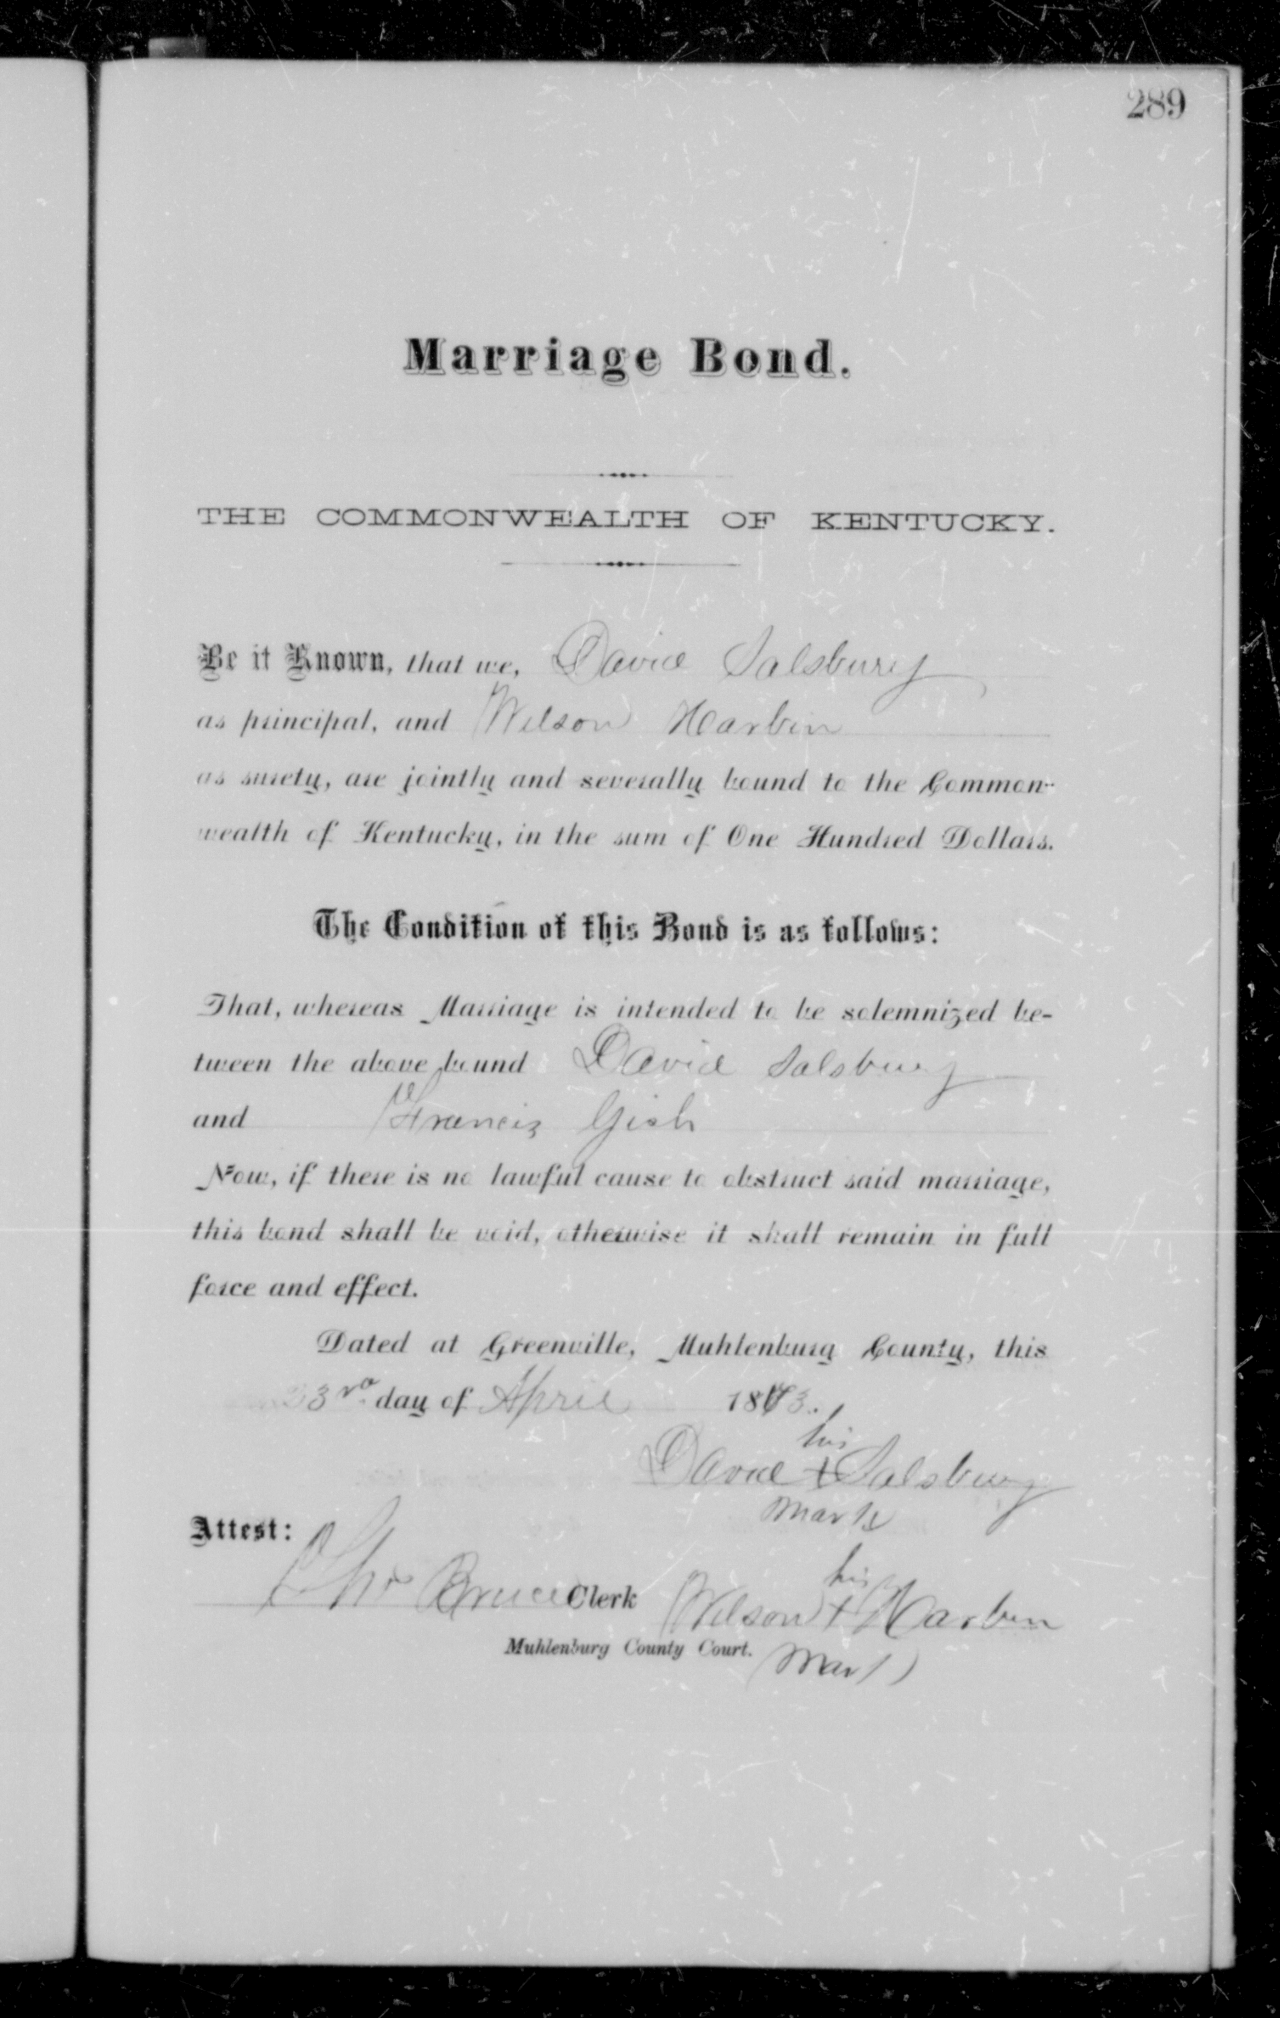 289
Marriage Bond.
THE COMMONWEALTH OF KENTUCKY.
Be it Known, that we, David Salsbury
as principal, and Wilson Harbin
as surety, are jointly and severally bound to the Common-
wealth of Kentucky, in the sum of One Hundred Dollars.
The Condition of this Bond is as follows:
That, whereas Marriage is intended to be solemnized be-
tween the above bound David Salsbury
and Francis Gish
Now, if there is no lawful cause to obstruct said marriage,
this bond shall be void, otherwise it shall remain in full
force and effect.
Dated at Greenville, Muhlenburg County, this
23rd day of April 1873.
his
David + Salsbury
mark
Attest:
Tho Bruce Clerk
his
Wilson + Harbin
Muhlenburg County Court.
mark